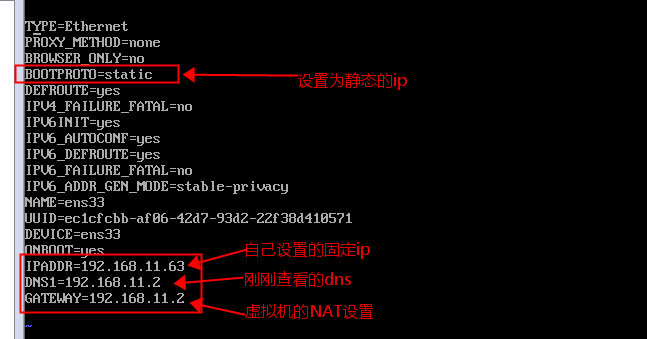 TYPE=Ethernet
PROXY_METHOD=none
BROWSER_ONLY=no
BOOTPROTO=static
设置为静态的ip
DEFROUTE=yes
IPV4_FAILURE_FATAL=no
IPV6INIT=yes
IPV6_AUTOCONF=yes
IPV6_DEFROUTE=yes
IPV6_FAILURE_FATAL=no
IPV6_ADDR_GEN_MODE=stable-privacy
NAME=ens33
UUID=ec1cfcbb-af06-42d7-93d2-22f38d410571
DEVICE=ens33
ONBOOT=yes
自己设置的固定ip
IPADDR=192.168.11.63
DNS1=192.168.11.2
刚刚查看的dns
GATEWAY=192.168.11.2
虚拟机的NAT设置
~